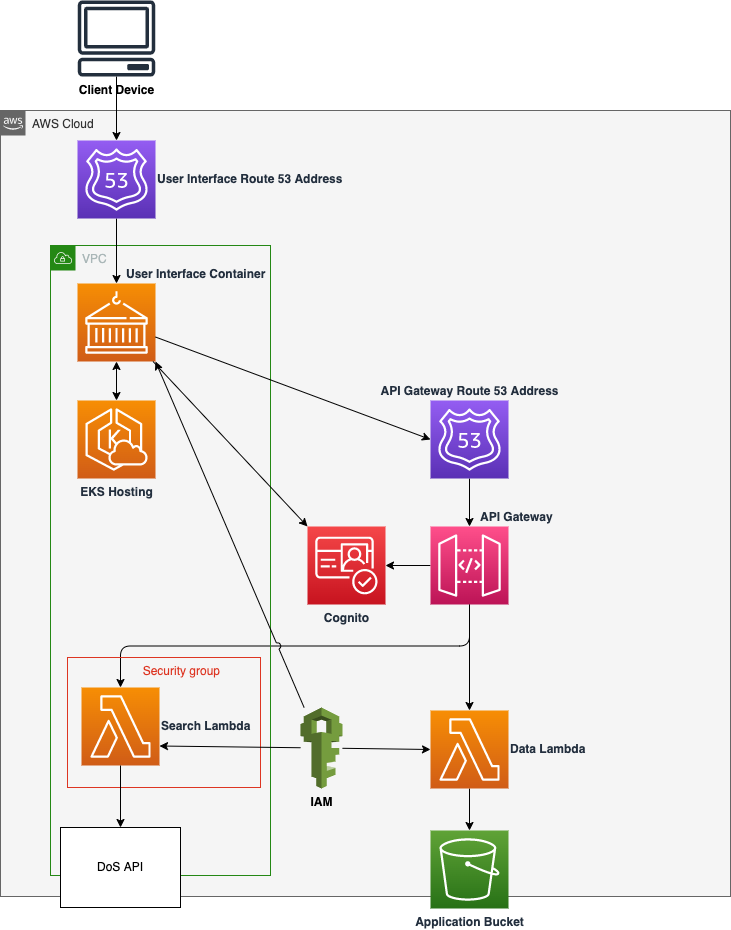 Client Device
aws
AWS Cloud
53
User Interface Route 53 Address
VPC
User Interface Container
API Gateway Route 53 Address
53
K
EKS Hosting
API Gateway
</>
Cognito
Security group
Search Lambda
Data Lambda
IAM
DoS API
Application Bucket